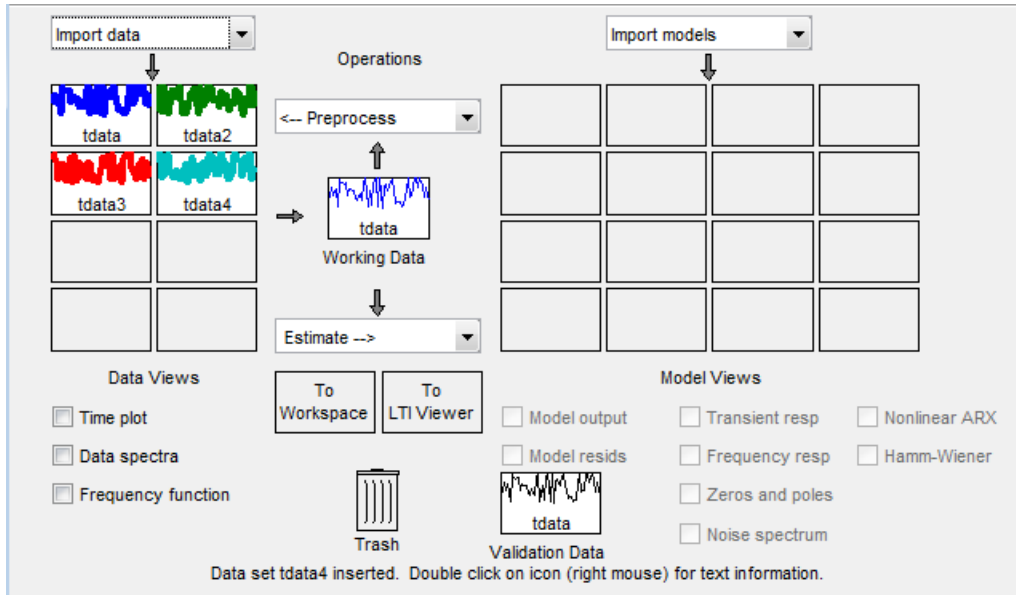 Import data
Import models
Operations
tdata
tdata2
<-- Preprocess
tdata3
tdata4
tdata
Working Data
Estimate -->
Data Views
To
Workspace
To
LTI Viewer
Model Views
Time plot
Data spectra
Frequency function
Model output
Transient resp
Nonlinear ARX
Model resids
Frequency resp
Hamm-Wiener
Zeros and poles
Noise spectrum
tdata
Trash
Validation Data
Data set tdata4 inserted. Double click on icon (right mouse) for text information.